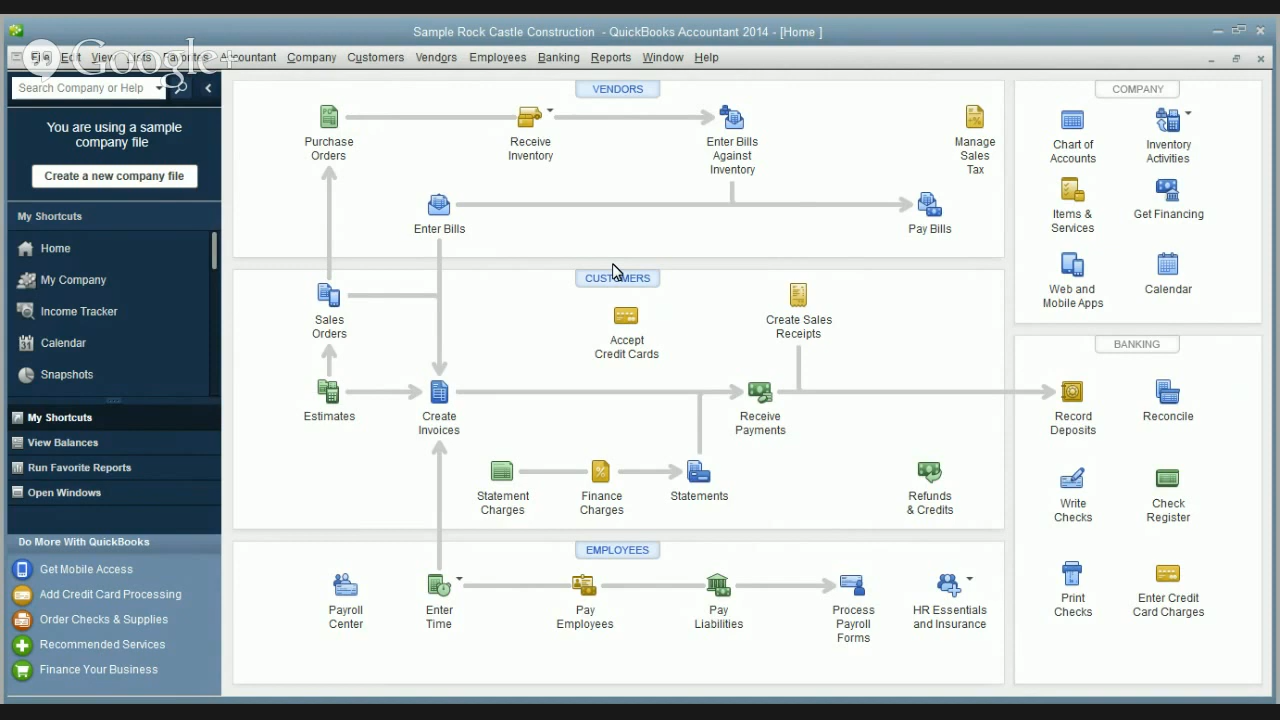 Sample Rock Castle Construction - QuickBooks Accountant 2014 - [Home ]
Google+
File Edit View Lists Favorites Accountant Company Customers Vendors Employees Banking Reports Window Help
Search Company or Help
You are using a sample
company file
Create a new company file
My Shortcuts
Home
My Company
Income Tracker
Calendar
Snapshots
My Shortcuts
View Balances
Run Favorite Reports
Open Windows
Do More With QuickBooks
Get Mobile Access
Add Credit Card Processing
Order Checks & Supplies
Recommended Services
Finance Your Business
VENDORS
Purchase
Orders
Receive
Inventory
Enter Bills
Against
Inventory
Manage
Sales
Tax
Enter Bills
Pay Bills
CUSTOMERS
Sales
Orders
Accept
Credit Cards
Create Sales
Receipts
Estimates
Create
Invoices
Receive
Payments
Statement
Charges
Finance
Charges
Statements
Refunds
& Credits
EMPLOYEES
Payroll
Center
Enter
Time
Pay
Employees
Pay
Liabilities
Process
Payroll
Forms
HR Essentials
and Insurance
COMPANY
Chart of
Accounts
Inventory
Activities
Items &
Services
Get Financing
Web and
Mobile Apps
Calendar
BANKING
Record
Deposits
Reconcile
Write
Checks
Check
Register
Print
Checks
Enter Credit
Card Charges